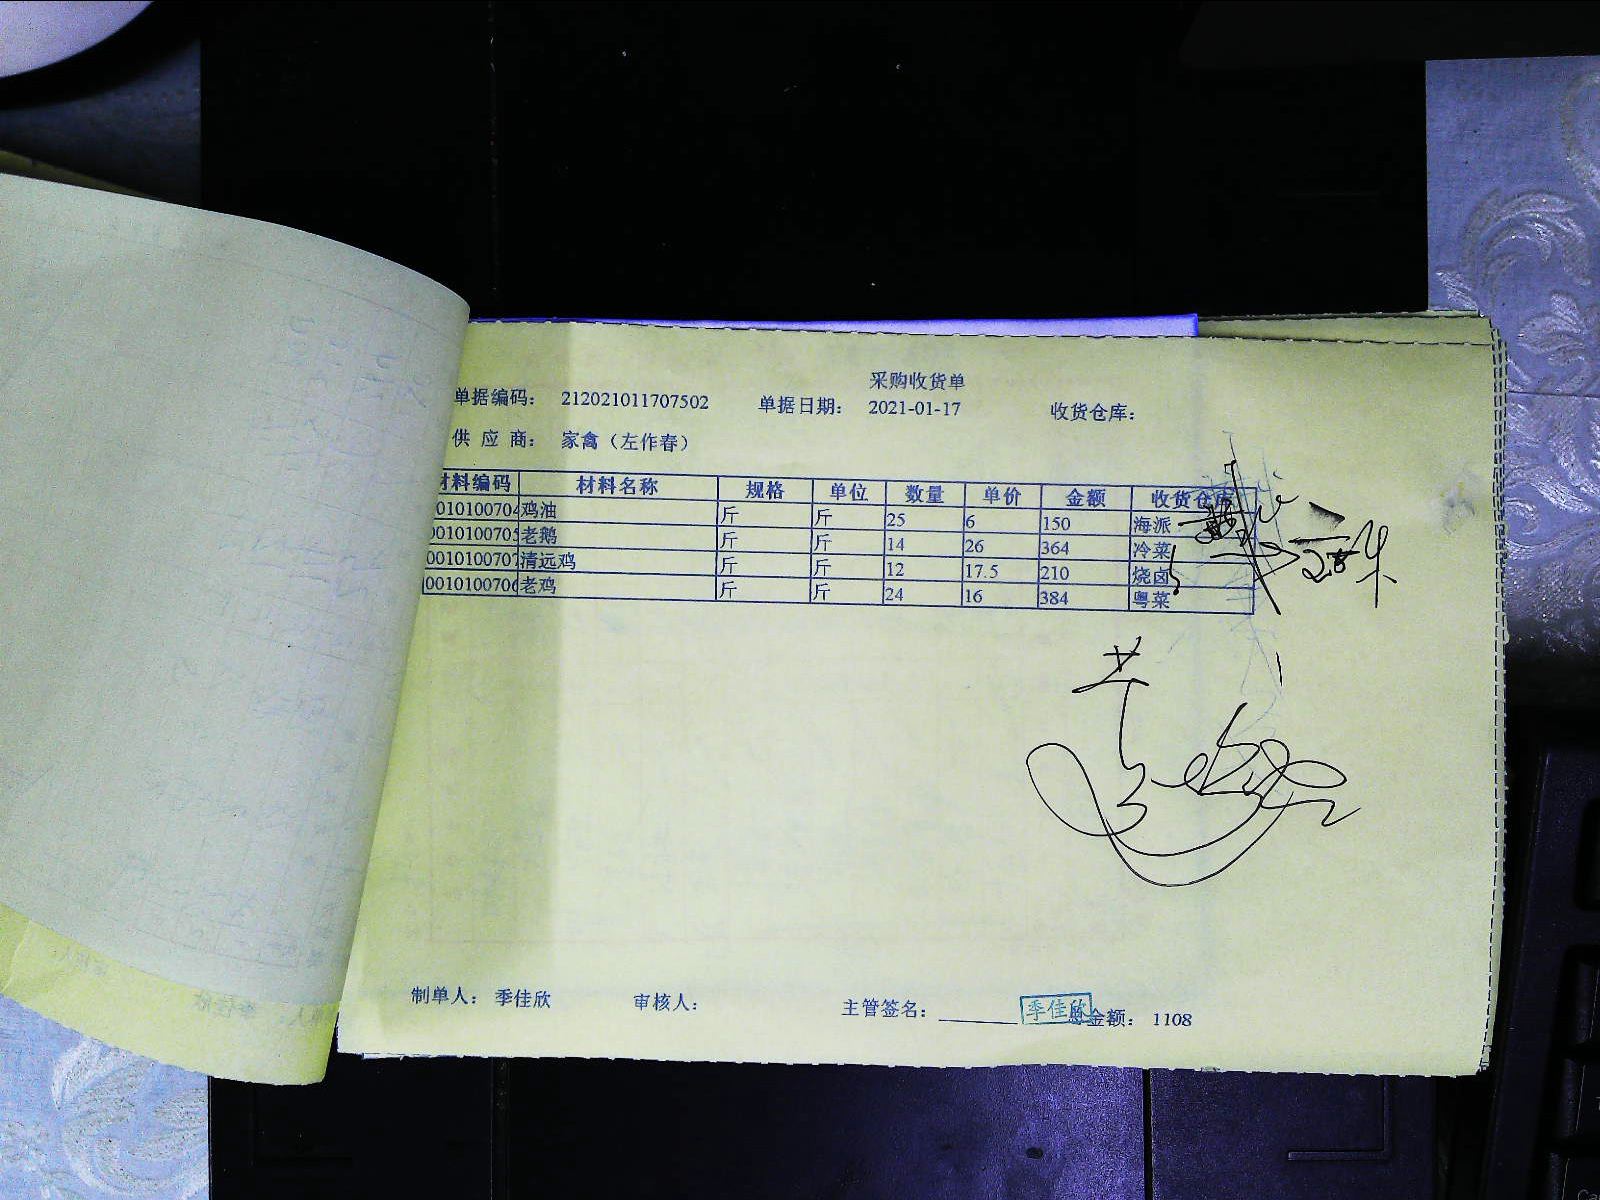 采购收货单
单据编码： 212021011707502 单据日期： 2021-01-17 收货仓库：
供 应 商： 家禽（左作春）
材料编码 材料名称 规格 单位 数量 单价 金额 收货仓库
0010100704 鸡油 斤 斤 25 6 150 海派
0010100705 老鹅 斤 斤 14 26 364 冷菜
0010100707 清远鸡 斤 斤 12 17.5 210 烧卤
0010100706 老鸡 斤 斤 24 16 384 粤菜
制单人： 季佳欣 审核人： 主管签名： 季佳欣 总金额： 1108